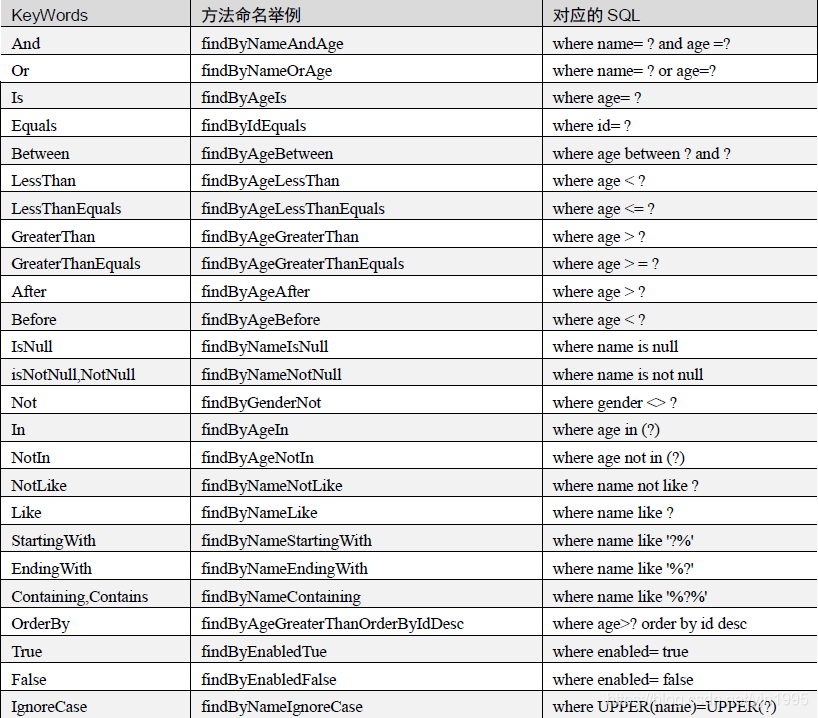 KeyWords 方法命名举例 对应的 SQL
And findByNameAndAge where name= ? and age =?
Or findByNameOrAge where name= ? or age=?
Is findByAgeIs where age= ?
Equals findByIdEquals where id= ?
Between findByAgeBetween where age between ? and ?
LessThan findByAgeLessThan where age < ?
LessThanEquals findByAgeLessThanEquals where age <= ?
GreaterThan findByAgeGreaterThan where age > ?
GreaterThanEquals findByAgeGreaterThanEquals where age > = ?
After findByAgeAfter where age > ?
Before findByAgeBefore where age < ?
IsNull findByNameIsNull where name is null
isNotNull,NotNull findByNameNotNull where name is not null
Not findByGenderNot where gender <> ?
In findByAgeIn where age in (?)
NotIn findByAgeNotIn where age not in (?)
NotLike findByNameNotLike where name not like ?
Like findByNameLike where name like ?
StartingWith findByNameStartingWith where name like '?%'
EndingWith findByNameEndingWith where name like '%?'
Containing,Contains findByNameContaining where name like '%?%'
OrderBy findByAgeGreaterThanOrderByIdDesc where age>? order by id desc
True findByEnabledTue where enabled= true
False findByEnabledFalse where enabled= false
IgnoreCase findByNameIgnoreCase where UPPER(name)=UPPER(?)